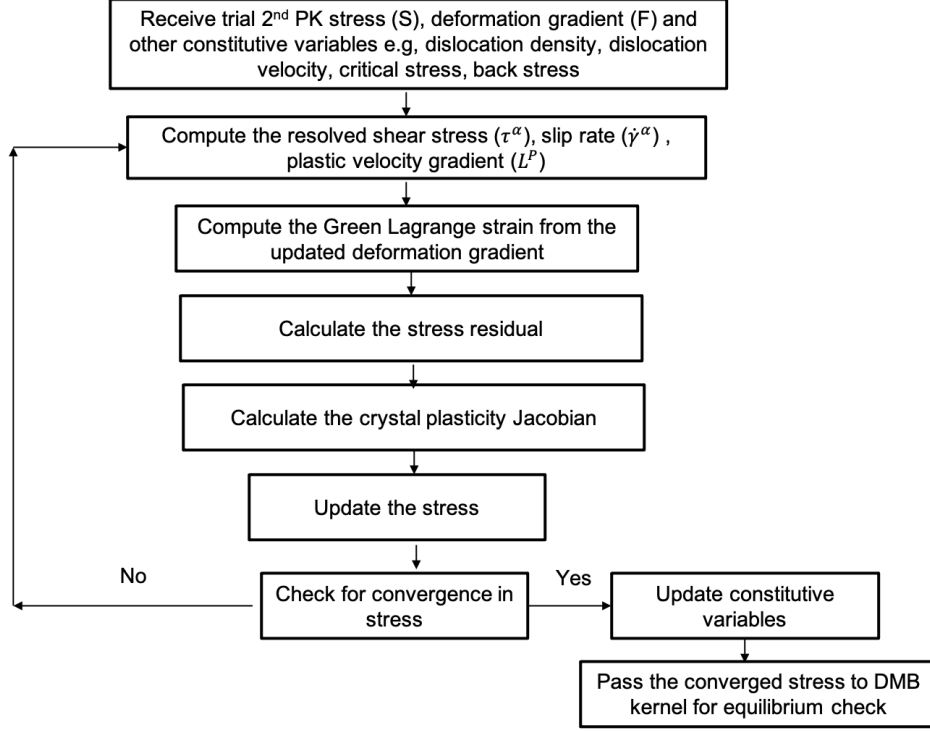 Receive trial 2ⁿᵈ PK stress (S), deformation gradient (F) and
other constitutive variables e.g, dislocation density, dislocation
velocity, critical stress, back stress
Compute the resolved shear stress (τ^α), slip rate (γ̇^α) ,
plastic velocity gradient (L^P)
Compute the Green Lagrange strain from the
updated deformation gradient
Calculate the stress residual
Calculate the crystal plasticity Jacobian
Update the stress
No
Check for convergence in
stress
Yes
Update constitutive
variables
Pass the converged stress to DMB
kernel for equilibrium check